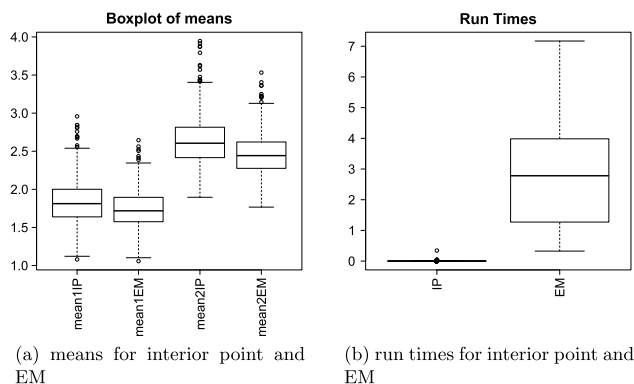 Boxplot of means
4.0
3.5
3.0
2.5
2.0
1.5
1.0
mean1IP
mean1EM
mean2IP
mean2EM
(a) means for interior point and
EM
Run Times
7
6
5
4
3
2
1
0
IP
EM
(b) run times for interior point and
EM